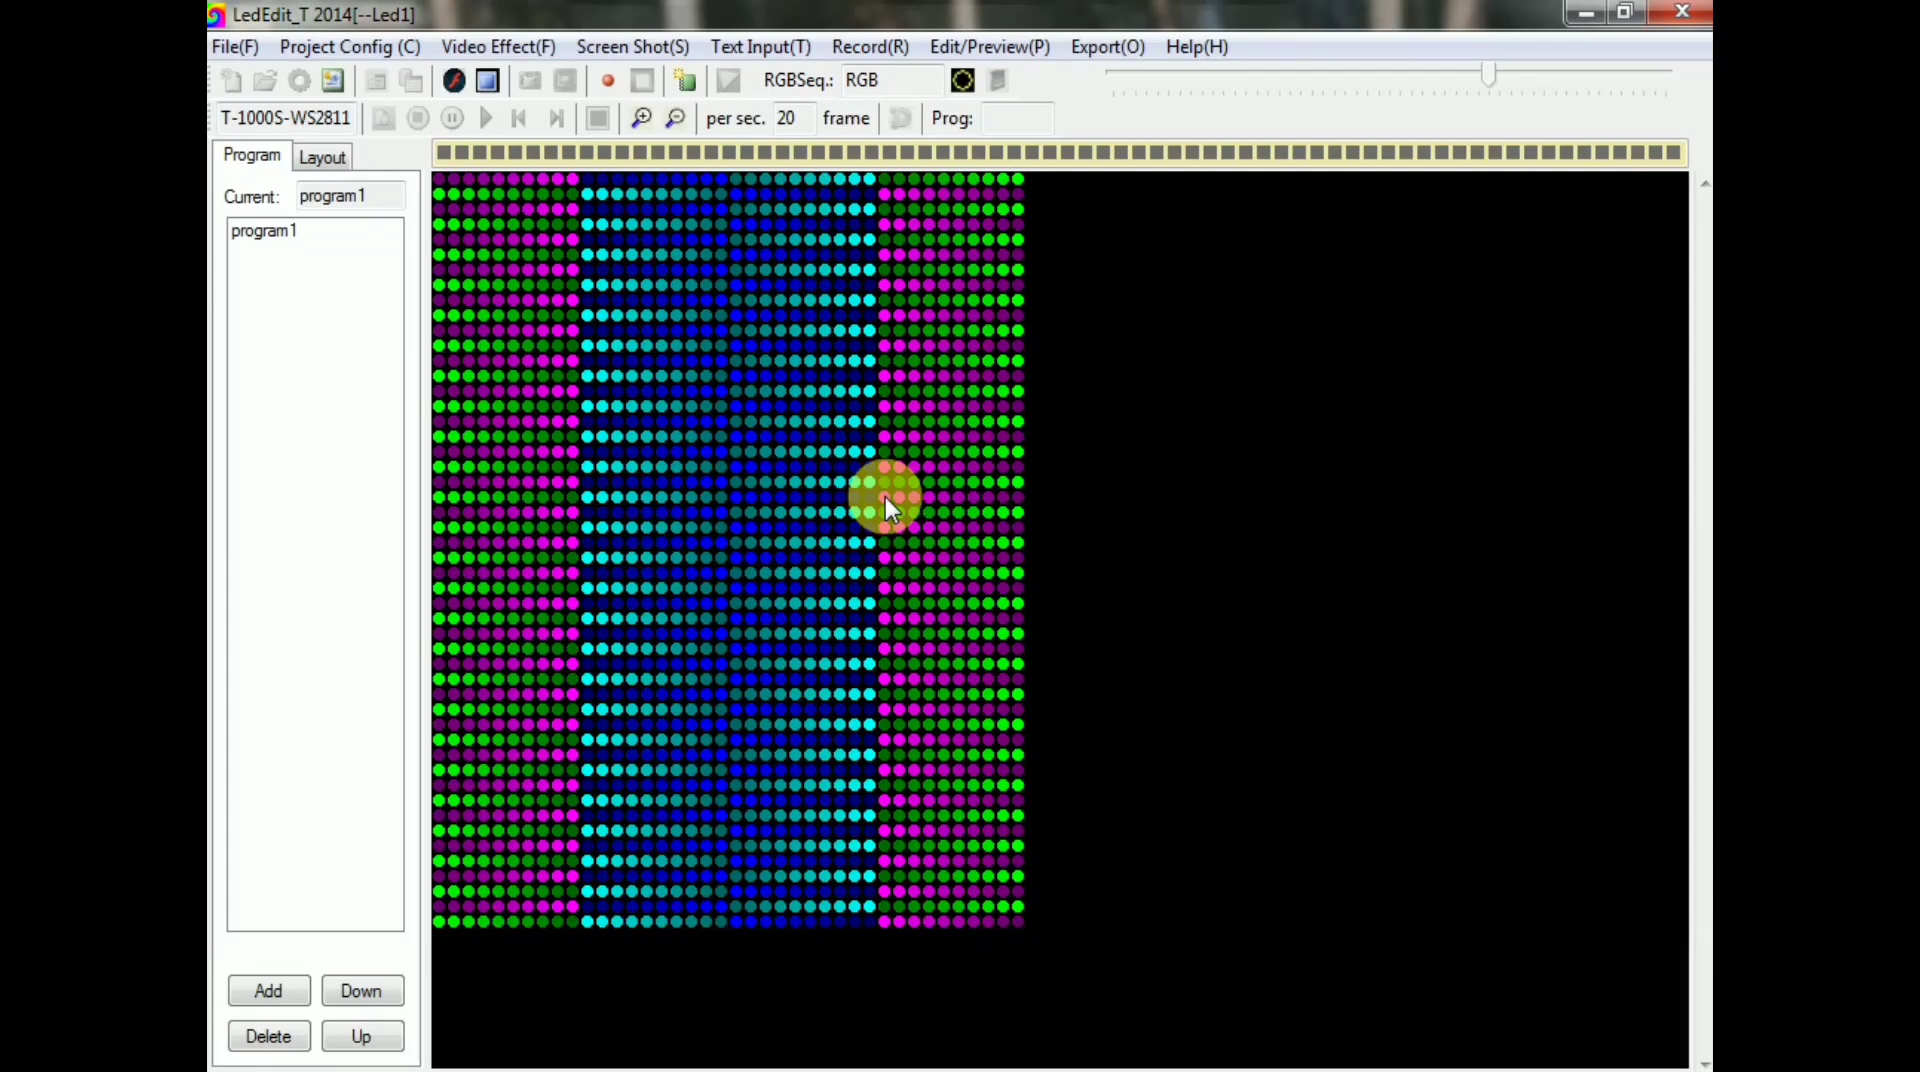 LedEdit_T 2014[--Led1]
File(F) Project Config (C) Video Effect(F) Screen Shot(S) Text Input(T) Record(R) Edit/Preview(P) Export(O) Help(H)
RGBSeq.: RGB
T-1000S-WS2811 per sec. 20 frame Prog:
Program Layout
Current: program1
program1
Add Down
Delete Up